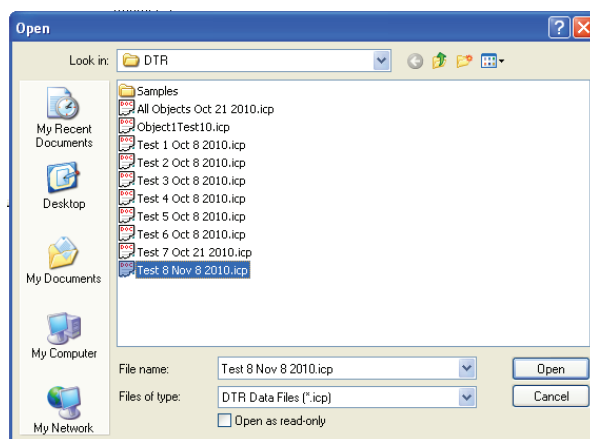 Open
Look in: DTR
Samples
All Objects Oct 21 2010.icp
Object1Test10.icp
Test 1 Oct 8 2010.icp
Test 2 Oct 8 2010.icp
Test 3 Oct 8 2010.icp
Test 4 Oct 8 2010.icp
Test 5 Oct 8 2010.icp
Test 6 Oct 8 2010.icp
Test 7 Oct 21 2010.icp
Test 8 Nov 8 2010.icp
My Recent
Documents
Desktop
My Documents
My Computer
My Network
File name: Test 8 Nov 8 2010.icp Open
Files of type: DTR Data Files (*.icp) Cancel
Open as read-only